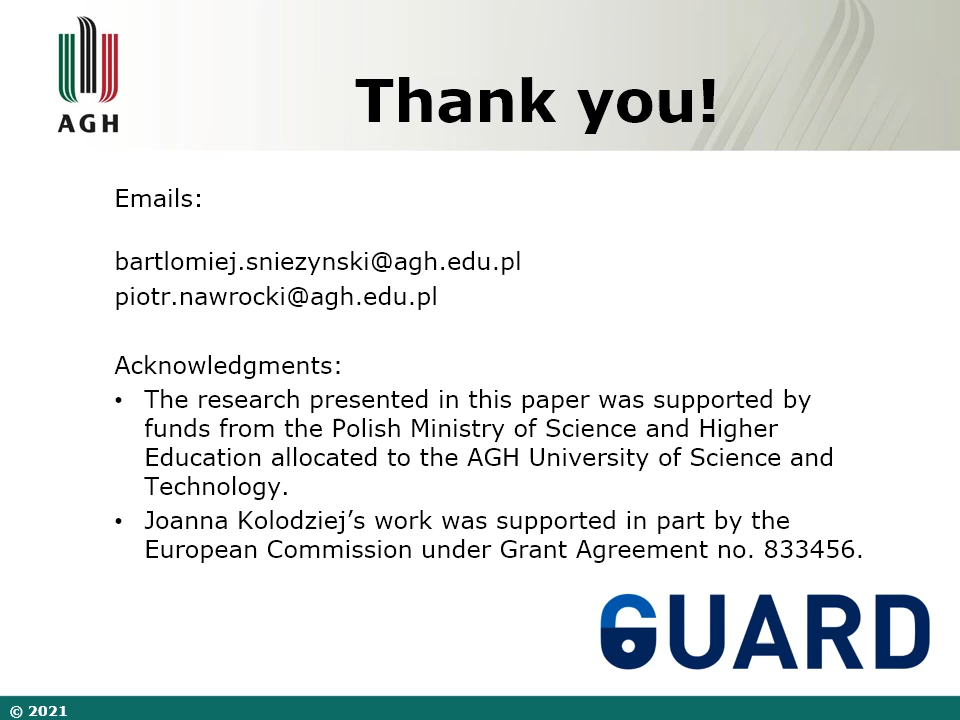 AGH
Thank you!
Emails:
bartlomiej.sniezynski@agh.edu.pl
piotr.nawrocki@agh.edu.pl
Acknowledgments:
• The research presented in this paper was supported by
funds from the Polish Ministry of Science and Higher
Education allocated to the AGH University of Science and
Technology.
• Joanna Kolodziej’s work was supported in part by the
European Commission under Grant Agreement no. 833456.
GUARD
© 2021